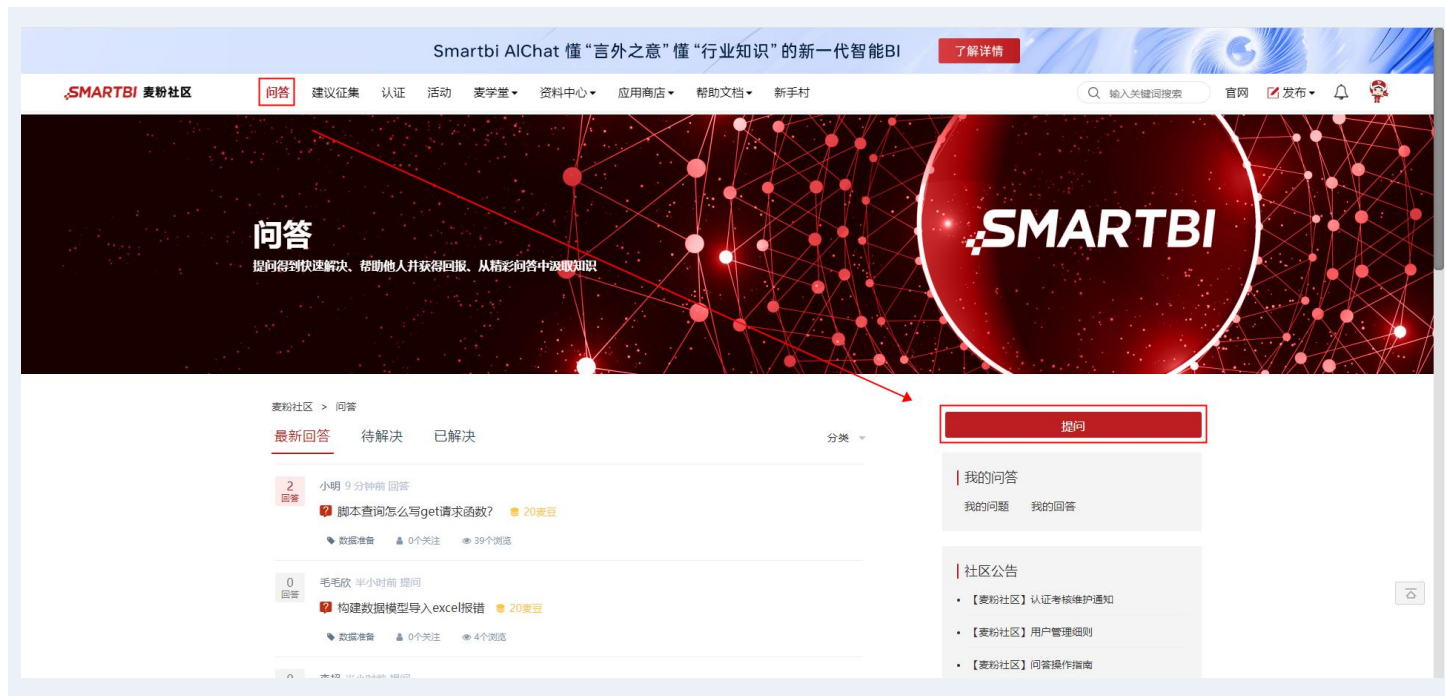 Smartbi AIChat 懂“言外之意”懂“行业知识”的新一代智能BI 了解详情
SMARTBI 麦粉社区 问答 建议征集 认证 活动 麦学堂 资料中心 应用商店 帮助文档 新手村 输入关键词搜索 官网 发布
问答
提问得到快速解决、帮助他人并获得回报、从精彩问答中汲取知识
SMARTBI
麦粉社区 > 问答
最新回答 待解决 已解决 分类
2
回答
小明 9 分钟前 回答
脚本查询怎么写get请求函数? 20麦豆
数据准备 0个关注 39个浏览
0
回答
毛毛欣 半小时前 提问
构建数据模型导入excel报错 20麦豆
数据准备 0个关注 4个浏览
提问
我的问答
我的问题 我的回答
社区公告
• 【麦粉社区】认证考核维护通知
• 【麦粉社区】用户管理细则
• 【麦粉社区】问答操作指南